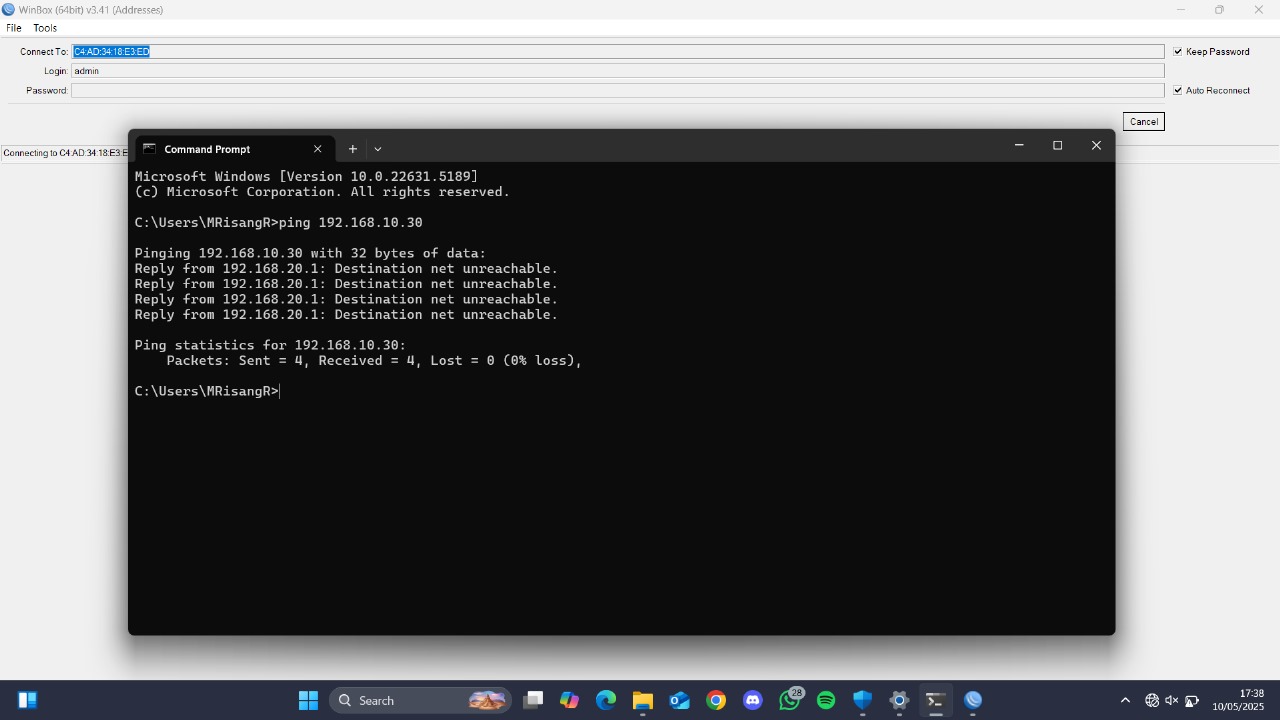 WinBox (64bit) v3.41 (Addresses)
File Tools
Connect To: C4:AD:34:18:E3:ED
Keep Password
Login: admin
Password:
Auto Reconnect
Cancel
Connecting to C4:AD:34:18:E3:E
Command Prompt
Microsoft Windows [Version 10.0.22631.5189]
(c) Microsoft Corporation. All rights reserved.
C:\Users\MRisangR>ping 192.168.10.30
Pinging 192.168.10.30 with 32 bytes of data:
Reply from 192.168.20.1: Destination net unreachable.
Reply from 192.168.20.1: Destination net unreachable.
Reply from 192.168.20.1: Destination net unreachable.
Reply from 192.168.20.1: Destination net unreachable.
Ping statistics for 192.168.10.30:
Packets: Sent = 4, Received = 4, Lost = 0 (0% loss),
C:\Users\MRisangR>
Search
28
17:38
10/05/2025